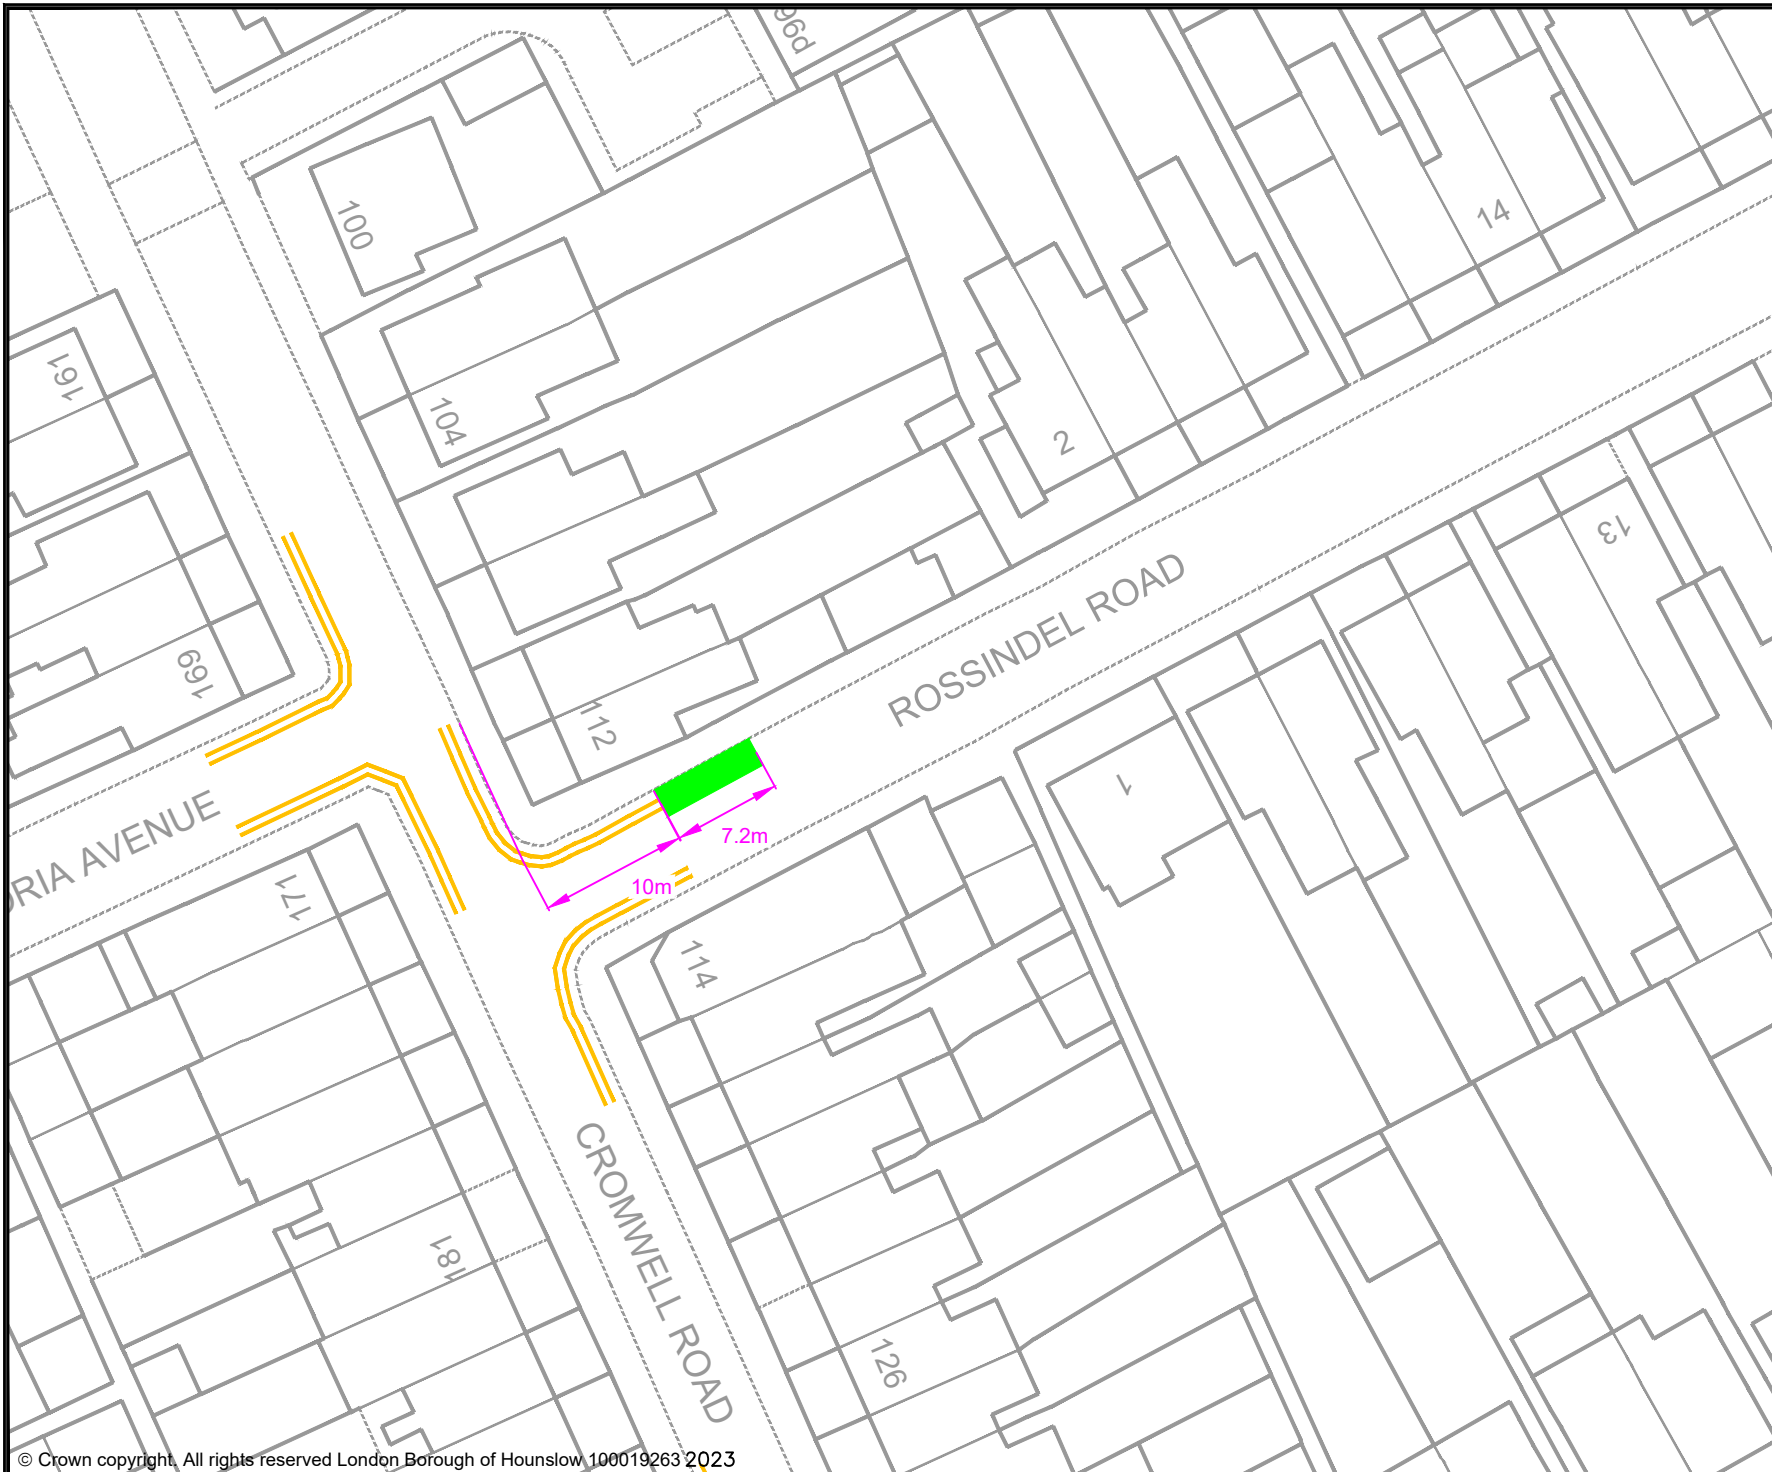 96d
100
14
161
104
2
13
169
ROSSINDEL ROAD
112
1
7.2m
10m
ORIA AVENUE
171
114
CROMWELL ROAD
181
126
© Crown copyright. All rights reserved London Borough of Hounslow 100019263 2023